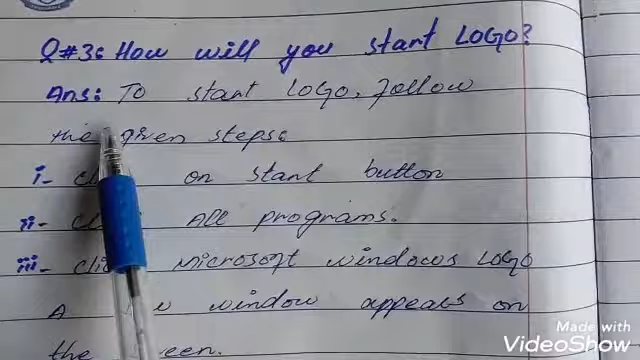 Q#3: How will you start LOGO?
Ans: To start LOGO, follow
the given steps:
i- on start button
ii- All programs.
iii- Microsoft windows LOGO
A window appears on
the
Made with
VideoShow